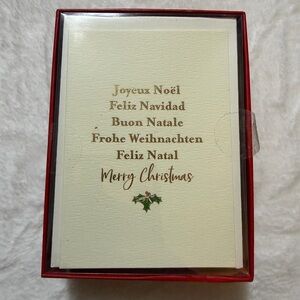 Joyeux Noël
Feliz Navidad
Buon Natale
Frohe Weihnachten
Feliz Natal
Merry Christmas